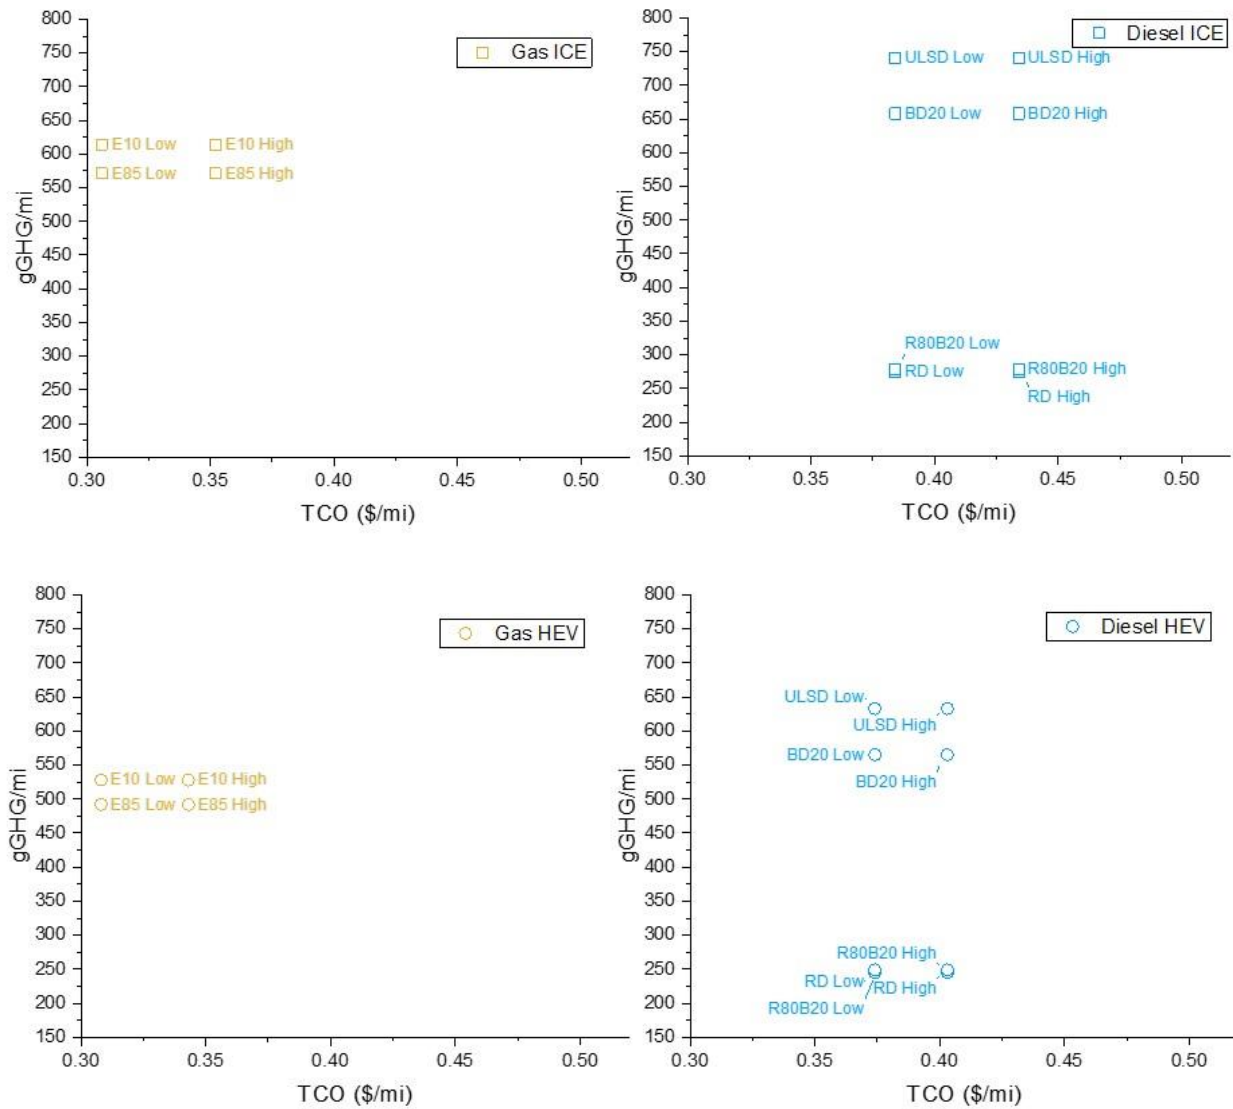 800
750
700
650
600
550
500
450
400
350
300
250
200
150
gGHG/mi
Gas ICE
E10 Low
E10 High
E85 Low
E85 High
0.30
0.35
0.40
0.45
0.50
TCO ($/mi)
800
750
700
650
600
550
500
450
400
350
300
250
200
150
gGHG/mi
Diesel ICE
ULSD Low
ULSD High
BD20 Low
BD20 High
R80B20 Low
RD Low
R80B20 High
RD High
0.30
0.35
0.40
0.45
0.50
TCO ($/mi)
800
750
700
650
600
550
500
450
400
350
300
250
200
150
gGHG/mi
Gas HEV
E10 Low
E10 High
E85 Low
E85 High
0.30
0.35
0.40
0.45
0.50
TCO ($/mi)
800
750
700
650
600
550
500
450
400
350
300
250
200
150
gGHG/mi
Diesel HEV
ULSD Low
ULSD High
BD20 Low
BD20 High
R80B20 High
RD Low
RD High
R80B20 Low
0.30
0.35
0.40
0.45
0.50
TCO ($/mi)